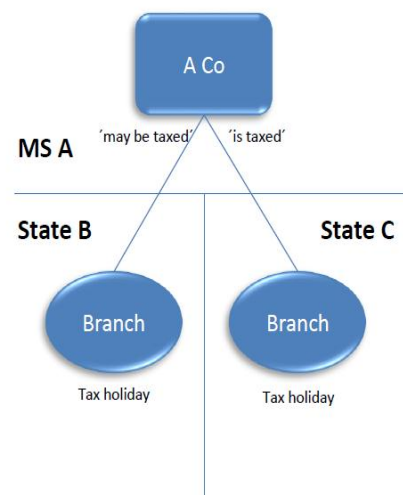 A Co
´may be taxed´
´is taxed´
MS A
State B
State C
Branch
Branch
Tax holiday
Tax holiday